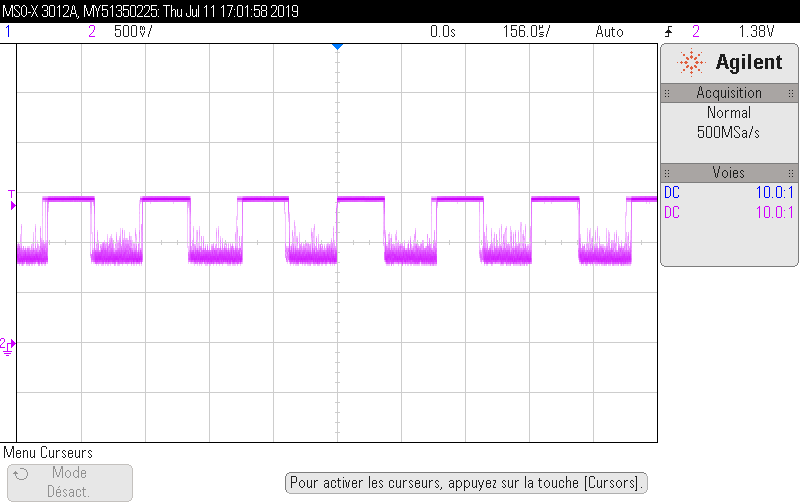 MSO-X 3012A, MY51350225: Thu Jul 11 17:01:58 2019
1 2 500mV/ 0.0s 156.0us/ Auto 2 1.38V
Agilent
Acquisition
Normal
500MSa/s
Voies
DC 10.0:1
DC 10.0:1
T
2
Menu Curseurs
Mode
Désact.
Pour activer les curseurs, appuyez sur la touche [Cursors].